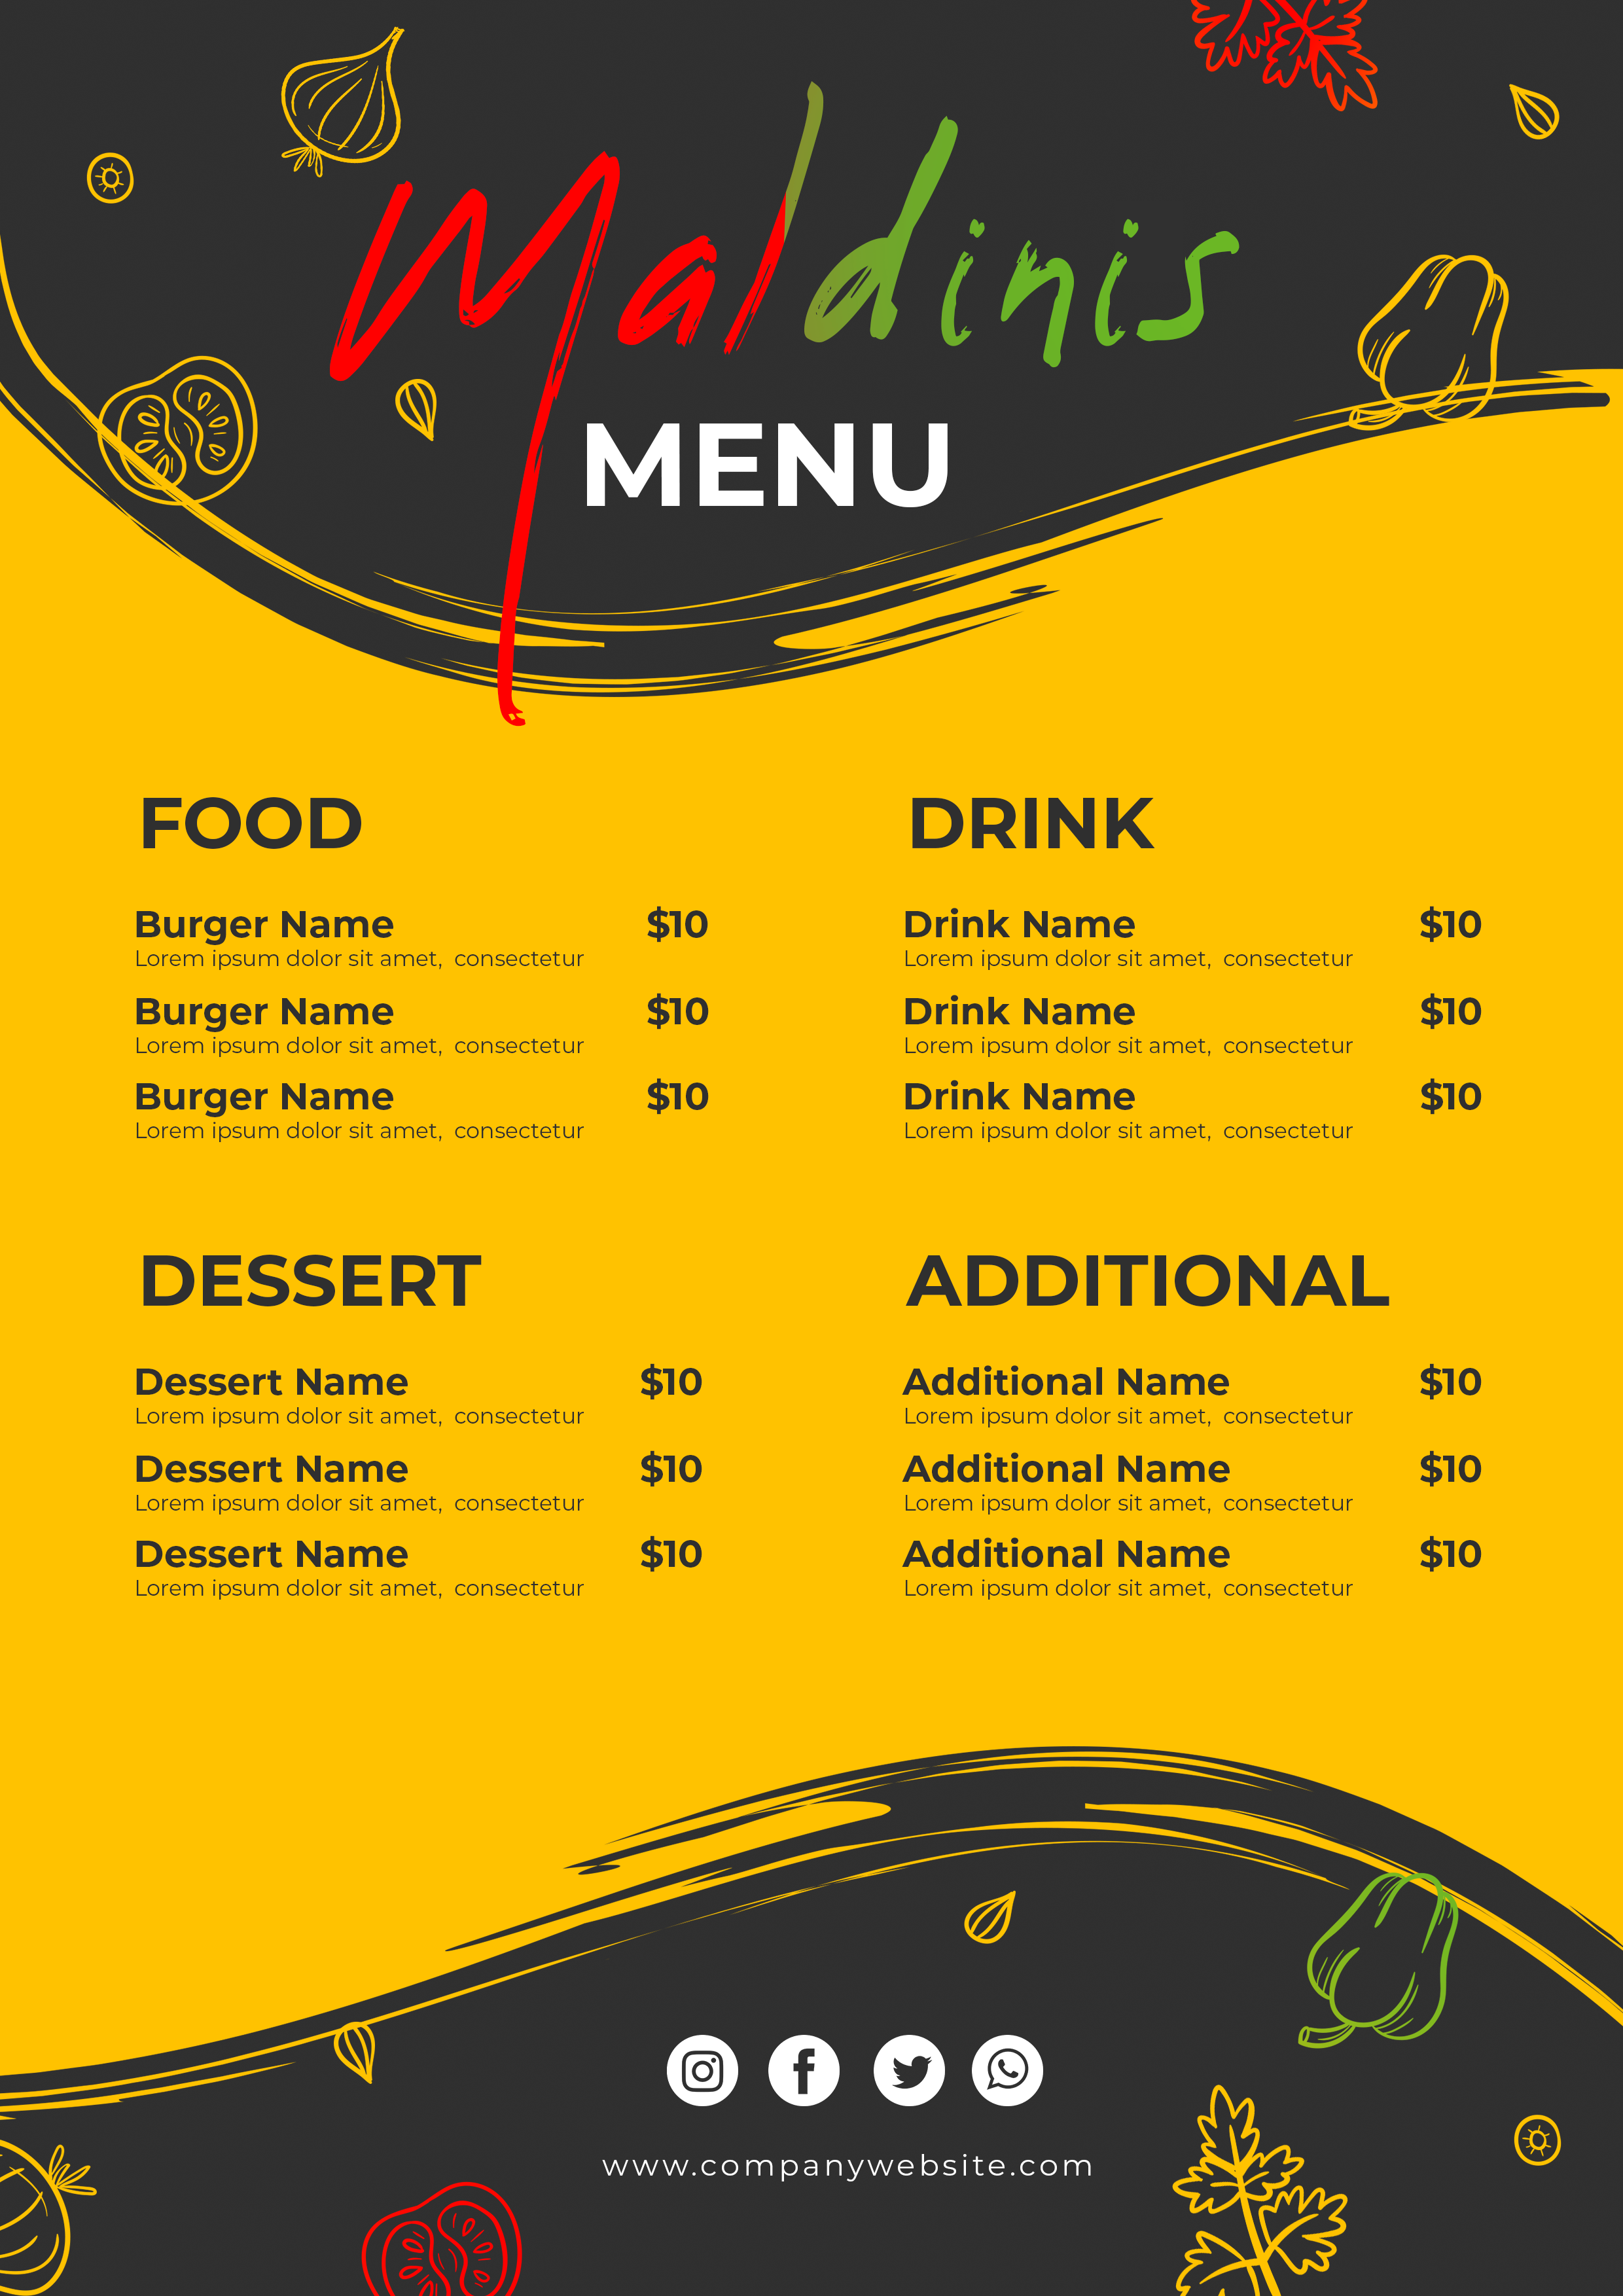 Maldinis
MENU
FOOD
Burger Name $10
Lorem ipsum dolor sit amet, consectetur
Burger Name $10
Lorem ipsum dolor sit amet, consectetur
Burger Name $10
Lorem ipsum dolor sit amet, consectetur
DRINK
Drink Name $10
Lorem ipsum dolor sit amet, consectetur
Drink Name $10
Lorem ipsum dolor sit amet, consectetur
Drink Name $10
Lorem ipsum dolor sit amet, consectetur
DESSERT
Dessert Name $10
Lorem ipsum dolor sit amet, consectetur
Dessert Name $10
Lorem ipsum dolor sit amet, consectetur
Dessert Name $10
Lorem ipsum dolor sit amet, consectetur
ADDITIONAL
Additional Name $10
Lorem ipsum dolor sit amet, consectetur
Additional Name $10
Lorem ipsum dolor sit amet, consectetur
Additional Name $10
Lorem ipsum dolor sit amet, consectetur
www.companywebsite.com